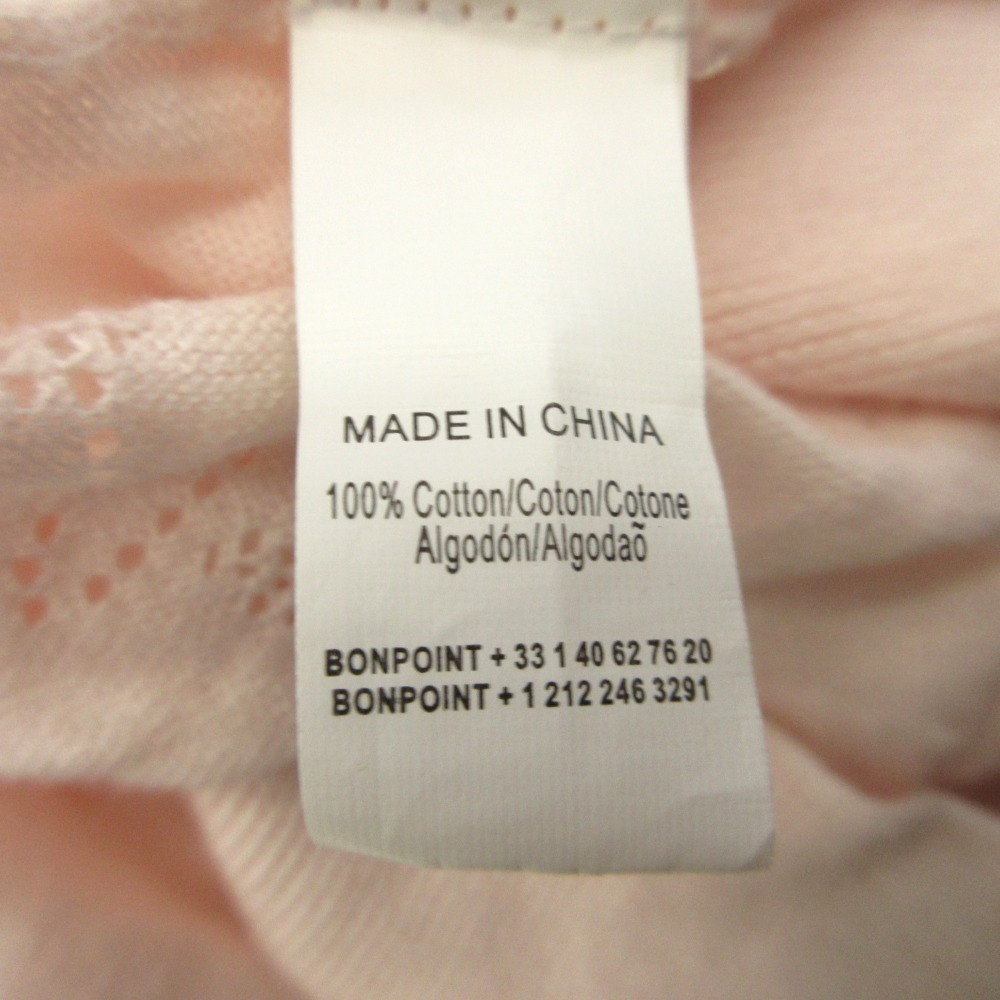 MADE IN CHINA
100% Cotton/Coton/Cotone
Algodón/Algodaõ
BONPOINT + 33 1 40 62 76 20
BONPOINT + 1 212 246 3291